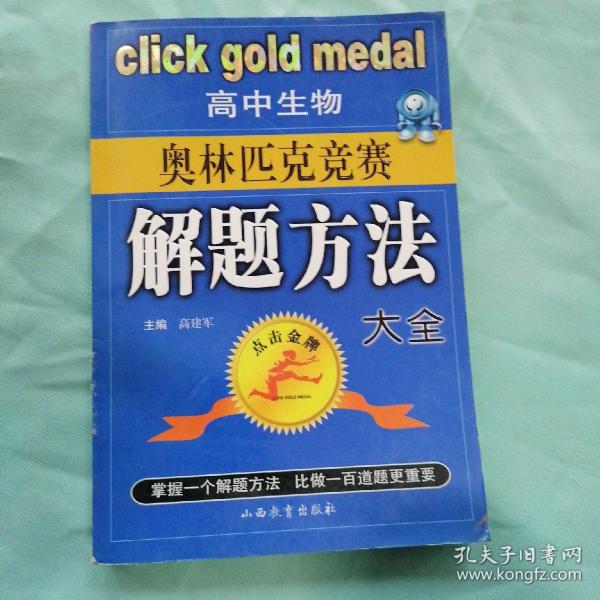 click gold medal
高中生物
奥林匹克竞赛
解题方法
大全
主编 高建军
点击金牌
CLICK GOLD MEDAL
掌握一个解题方法 比做一百道题更重要
山西教育出版社
孔夫子旧书网
www.kongfz.com